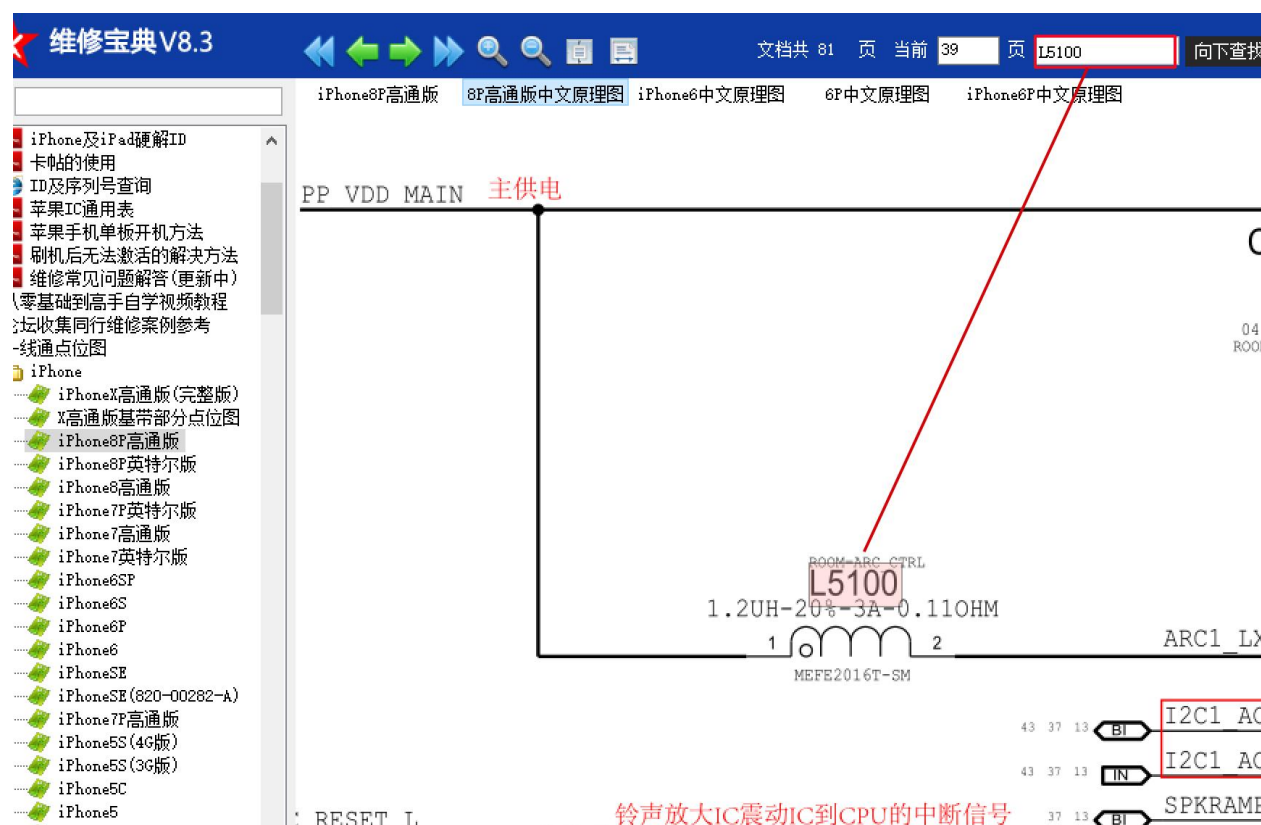 维修宝典V8.3
文档共 81 页 当前 39 页 L5100 向下查找
iPhone8P高通版 8P高通版中文原理图 iPhone6中文原理图 6P中文原理图 iPhone6P中文原理图
iPhone及iPad硬解ID
卡帖的使用
ID及序列号查询
苹果IC通用表
苹果手机单板开机方法
刷机后无法激活的解决方法
维修常见问题解答(更新中)
从零基础到高手自学视频教程
论坛收集同行维修案例参考
一线通点位图
iPhone
iPhoneX高通版(完整版)
X高通版基带部分点位图
iPhone8P高通版
iPhone8P英特尔版
iPhone8高通版
iPhone7P英特尔版
iPhone7高通版
iPhone7英特尔版
iPhone6SP
iPhone6S
iPhone6P
iPhone6
iPhoneSE
iPhoneSE(820-00282-A)
iPhone7P高通版
iPhone5S(4G版)
iPhone5S(3G版)
iPhone5C
iPhone5
PP VDD MAIN 主供电
04
ROO
ROOM=ARC_CTRL
L5100
1.2UH-20%-3A-0.11OHM
1 2
MEFE2016T-SM
ARC1_LX
43 37 13 BI I2C1_AO
43 37 13 IN I2C1_AO
RESET L 铃声放大IC震动IC到CPU的中断信号 37 13 BI SPKRAMP